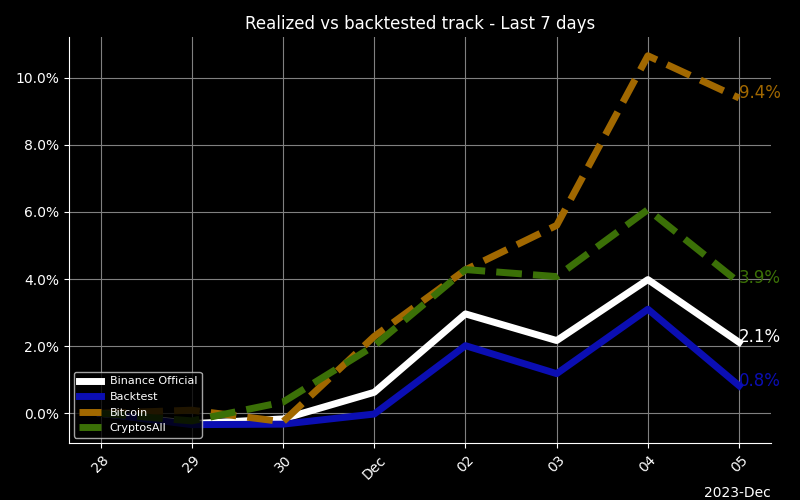 Realized vs backtested track - Last 7 days
10.0%
8.0%
6.0%
4.0%
2.0%
0.0%
9.4%
3.9%
2.1%
0.8%
Binance Official
Backtest
Bitcoin
CryptosAll
28 29 30 Dec 02 03 04 05
2023-Dec